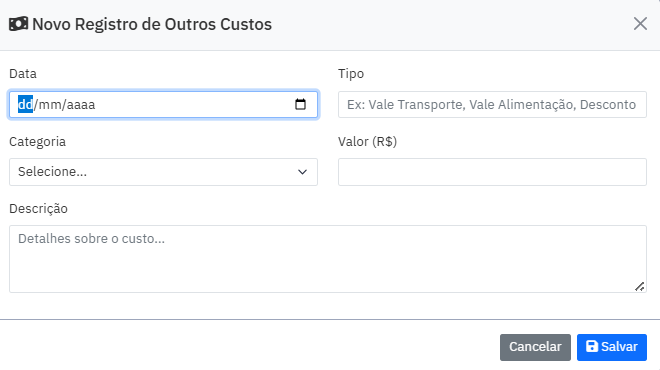 Novo Registro de Outros Custos
Data
Tipo
dd/mm/aaaa
Ex: Vale Transporte, Vale Alimentação, Desconto
Categoria
Valor (R$)
Selecione...
Descrição
Detalhes sobre o custo...
Cancelar
Salvar